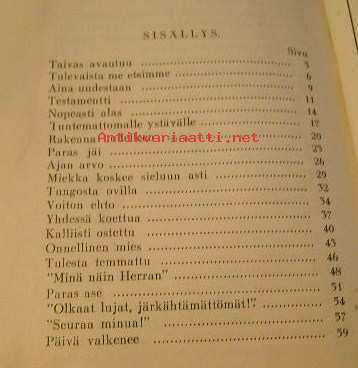 SISÄLLYS.
Sivu
Taivas avautuu 3
Tulevaista me etsimme 6
Aina uudestaan 9
Testamentti 11
Nopeasti alas 14
Tuntemattomalle ystävälle 17
Antikvariaatti.net
Rakennat 20
Paras jäi 23
Ajan arvo 26
Miekka koskee sieluun asti 29
Tungosta ovilla 32
Voiton ehto 34
Yhdessä koettua 37
Kalliisti ostettu 40
Onnellinen mies 43
Tulesta temmattu 46
"Minä näin Herran" 48
Paras ase 51
"Olkaat lujat, järkähtämättömät!" 54
"Seuraa minua!" 57
Päivä valkenee 59